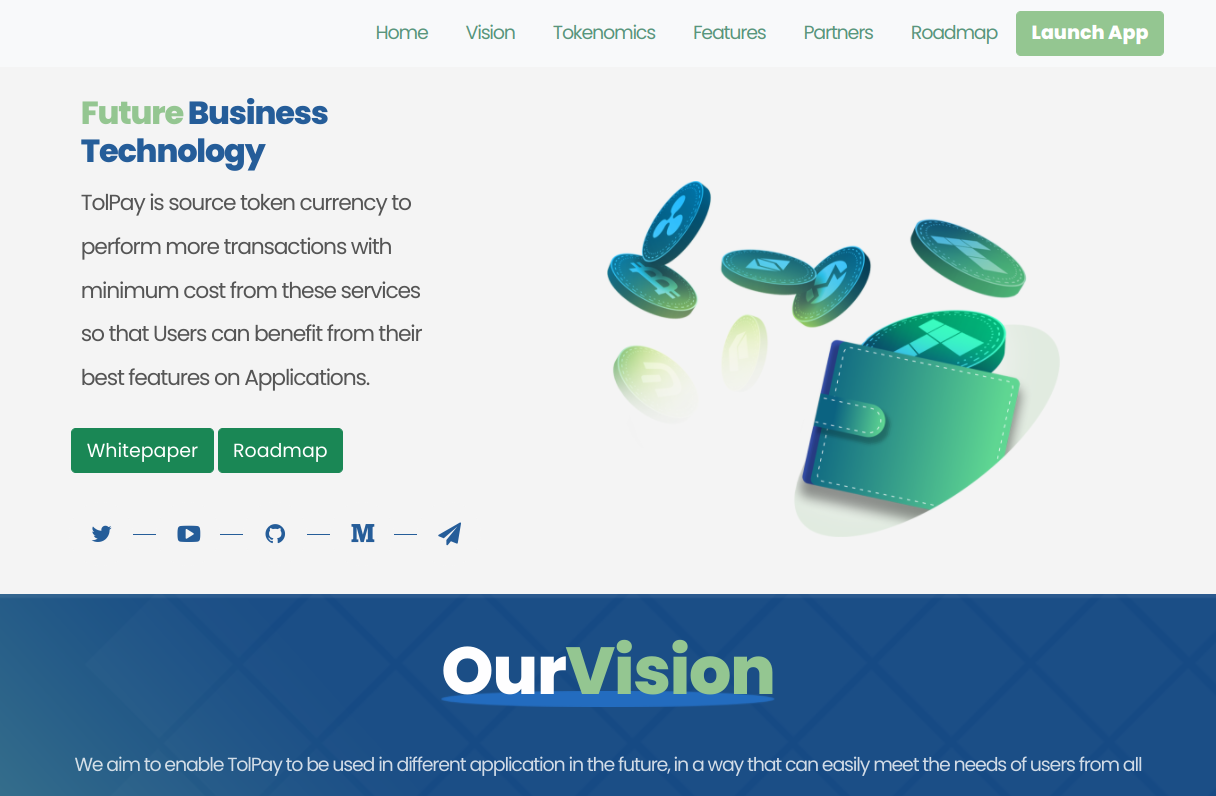 Home Vision Tokenomics Features Partners Roadmap Launch App
Future Business
Technology
TolPay is source token currency to
perform more transactions with
minimum cost from these services
so that Users can benefit from their
best features on Applications.
Whitepaper Roadmap
OurVision
We aim to enable TolPay to be used in different application in the future, in a way that can easily meet the needs of users from all